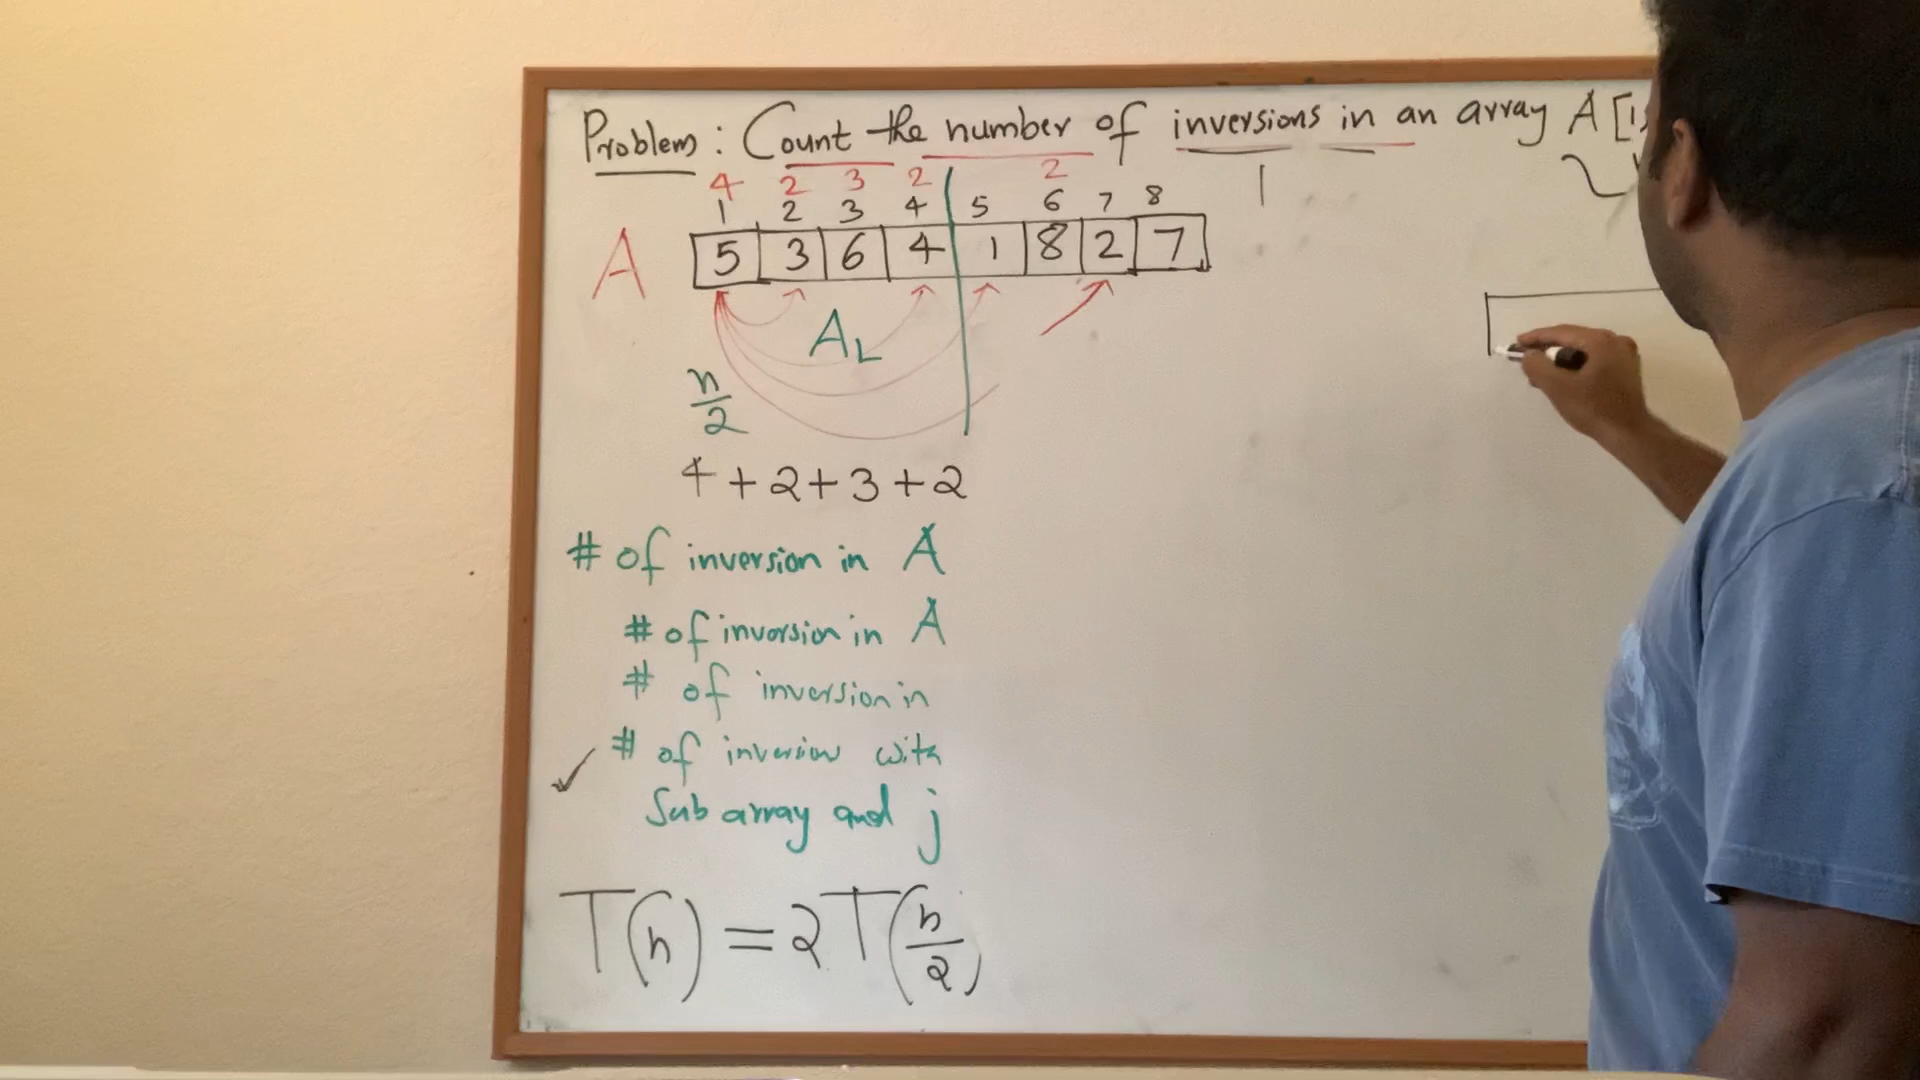 Problem: Count the number of inversions in an array A[1,
4 2 3 2 2
1 2 3 4 5 6 7 8
A 5 3 6 4 1 8 2 7
A_L
n/2
4+2+3+2
# of inversion in A
# of inversion in A
# of inversion in
# of inversion with
✓ Sub array and j
T(n) = 2T(n/2)